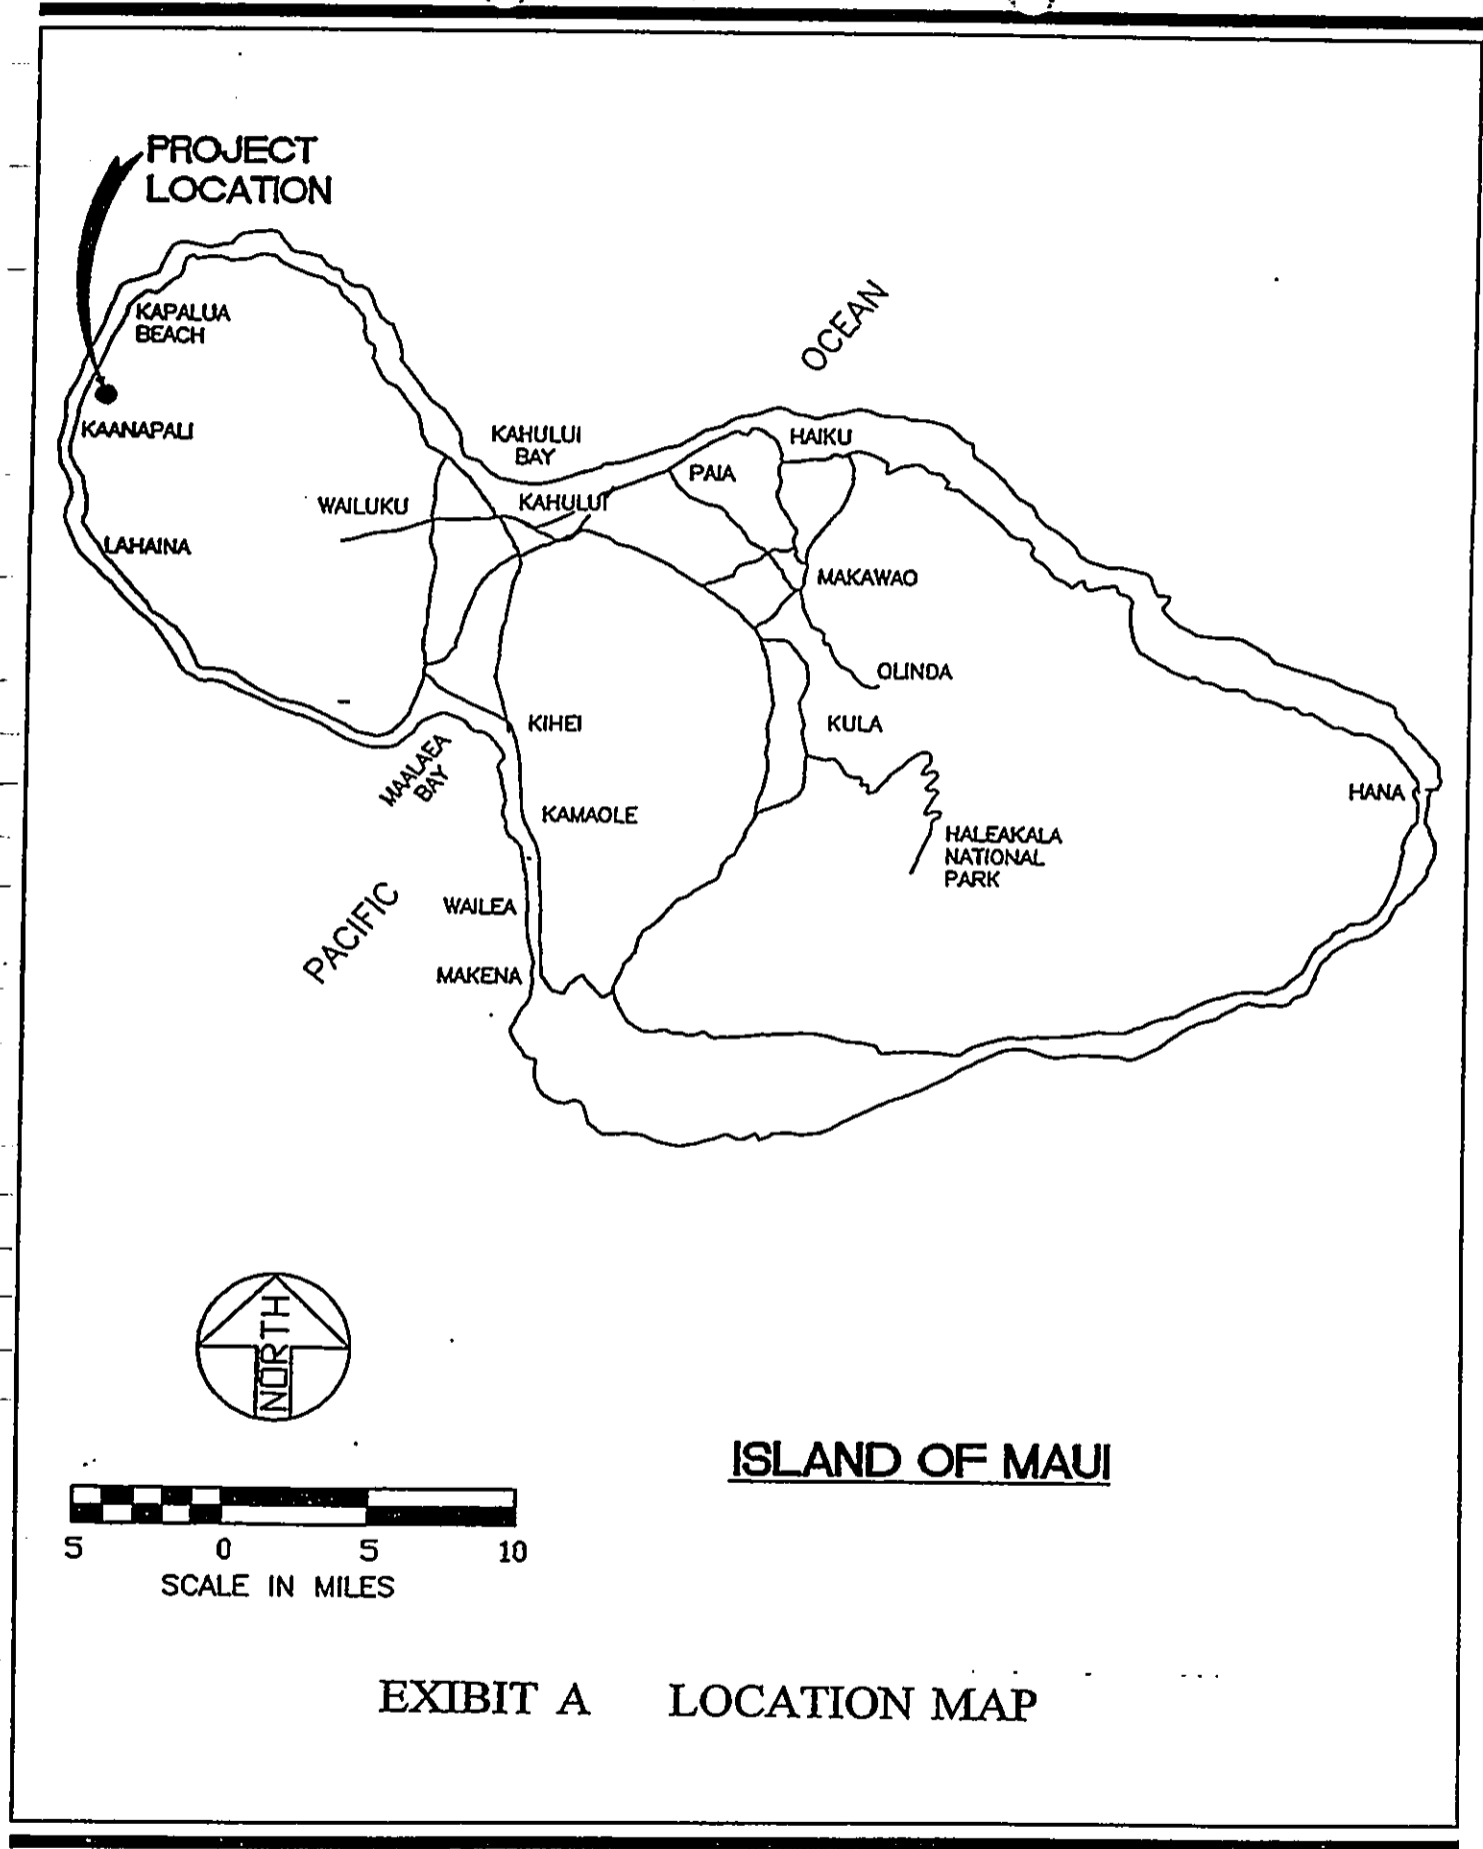 PROJECT
LOCATION
KAPALUA
BEACH
KAANAPALI
LAHAINA
WAILUKU
KAHULUI
BAY
KAHULUI
OCEAN
PAIA
HAIKU
MAKAWAO
OLINDA
KULA
KIHEI
MAALAEA
BAY
KAMAOLE
HANA
HALEAKALA
NATIONAL
PARK
PACIFIC
WAILEA
MAKENA
NORTH
ISLAND OF MAUI
5 0 5 10
SCALE IN MILES
EXIBIT A LOCATION MAP